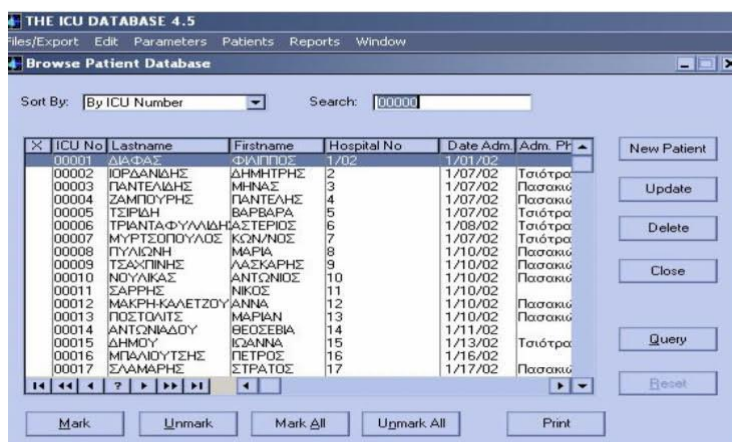 THE ICU DATABASE 4.5
Files/Export Edit Parameters Patients Reports Window
Browse Patient Database
Sort By: By ICU Number Search: 00000
X ICU No Lastname Firstname Hospital No Date Adm. Adm. Ph
00001 ΔΙΑΦΑΣ ΦΙΛΙΠΠΟΣ 1/02 1/01/02
00002 ΙΟΡΔΑΝΙΔΗΣ ΔΗΜΗΤΡΗΣ 2 1/07/02 Τσιότρα
00003 ΠΑΝΤΕΛΙΔΗΣ ΜΗΝΑΣ 3 1/07/02 Πασακιώ
00004 ΖΑΜΠΟΥΡΗΣ ΠΑΝΤΕΛΗΣ 4 1/07/02 Πασακιώ
00005 ΤΣΙΡΙΔΗ ΒΑΡΒΑΡΑ 5 1/07/02 Τσιότρα
00006 ΤΡΙΑΝΤΑΦΥΛΛΙΔΗΣ ΑΣΤΕΡΙΟΣ 6 1/08/02 Τσιότρα
00007 ΜΥΡΤΣΟΠΟΥΛΟΣ ΚΩΝ/ΝΟΣ 7 1/07/02 Τσιότρα
00008 ΠΥΛΙΩΝΗ ΜΑΡΙΑ 8 1/10/02 Πασακιώ
00009 ΤΣΑΧΠΙΝΗΣ ΛΑΣΚΑΡΗΣ 9 1/10/02 Πασακιώ
00010 ΝΟΥΛΙΚΑΣ ΑΝΤΩΝΙΟΣ 10 1/10/02 Πασακιώ
00011 ΣΑΡΡΗΣ ΝΙΚΟΣ 11 1/10/02
00012 ΜΑΚΡΗ-ΚΑΛΕΤΖΟΥ ΑΝΝΑ 12 1/10/02 Πασακιώ
00013 ΠΟΣΤΟΛΙΤΣ ΜΑΡΙΑΝ 13 1/10/02 Πασακιώ
00014 ΑΝΤΩΝΙΑΔΟΥ ΘΕΟΣΕΒΙΑ 14 1/11/02
00015 ΔΗΜΟΥ ΙΩΑΝΝΑ 15 1/13/02 Τσιότρα
00016 ΜΠΑΛΙΟΥΤΣΗΣ ΠΕΤΡΟΣ 16 1/16/02
00017 ΣΛΑΜΑΡΗΣ ΣΤΡΑΤΟΣ 17 1/17/02 Πασακιώ
New Patient
Update
Delete
Close
Query
Reset
Mark Unmark Mark All Unmark All Print